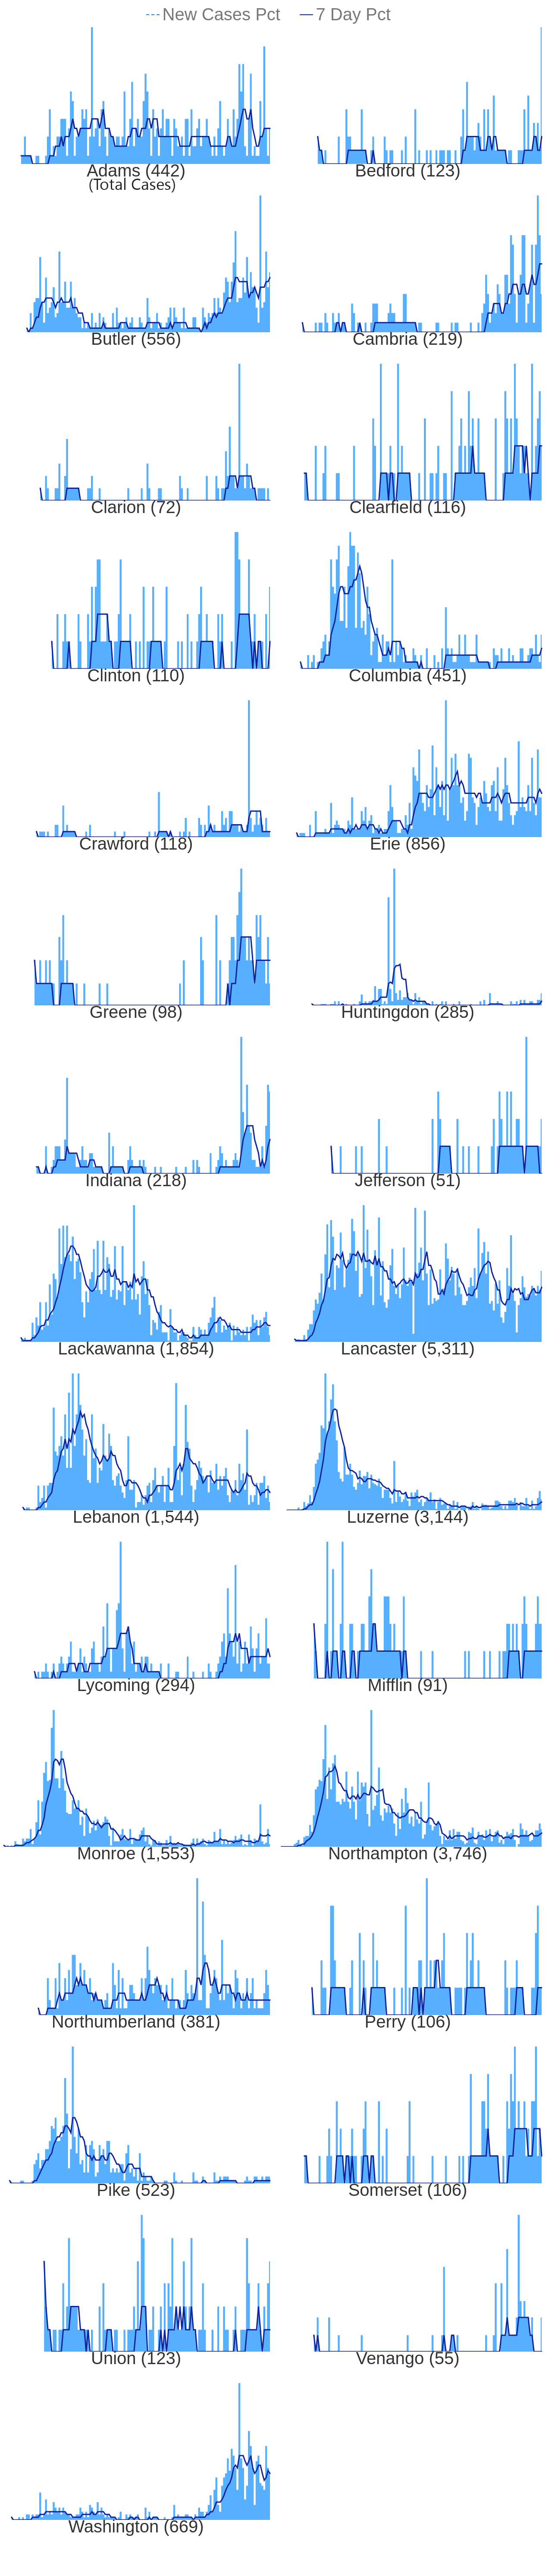 New Cases Pct 7 Day Pct
Adams (442) Bedford (123)
(Total Cases)
Butler (556) Cambria (219)
Clarion (72) Clearfield (116)
Clinton (110) Columbia (451)
Crawford (118) Erie (856)
Greene (98) Huntingdon (285)
Indiana (218) Jefferson (51)
Lackawanna (1,854) Lancaster (5,311)
Lebanon (1,544) Luzerne (3,144)
Lycoming (294) Mifflin (91)
Monroe (1,553) Northampton (3,746)
Northumberland (381) Perry (106)
Pike (523) Somerset (106)
Union (123) Venango (55)
Washington (669)